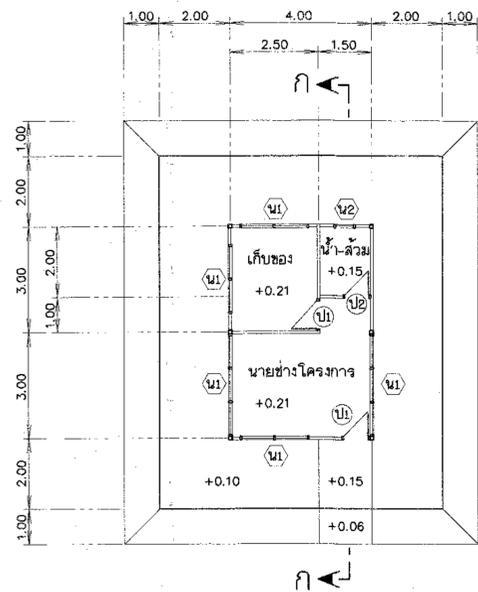 1.00 2.00 4.00 2.00 1.00
2.50 1.50
ก
1.00
2.00
3.00
2.00
1.00
3.00
2.00
1.00
น1
น2
เก็บของ
+0.21
น้ำ-ส้วม
+0.15
น1
ป2
ป1
นายช่างโครงการ
+0.21
น1
น1
ป1
น1
+0.10
+0.15
+0.06
ก